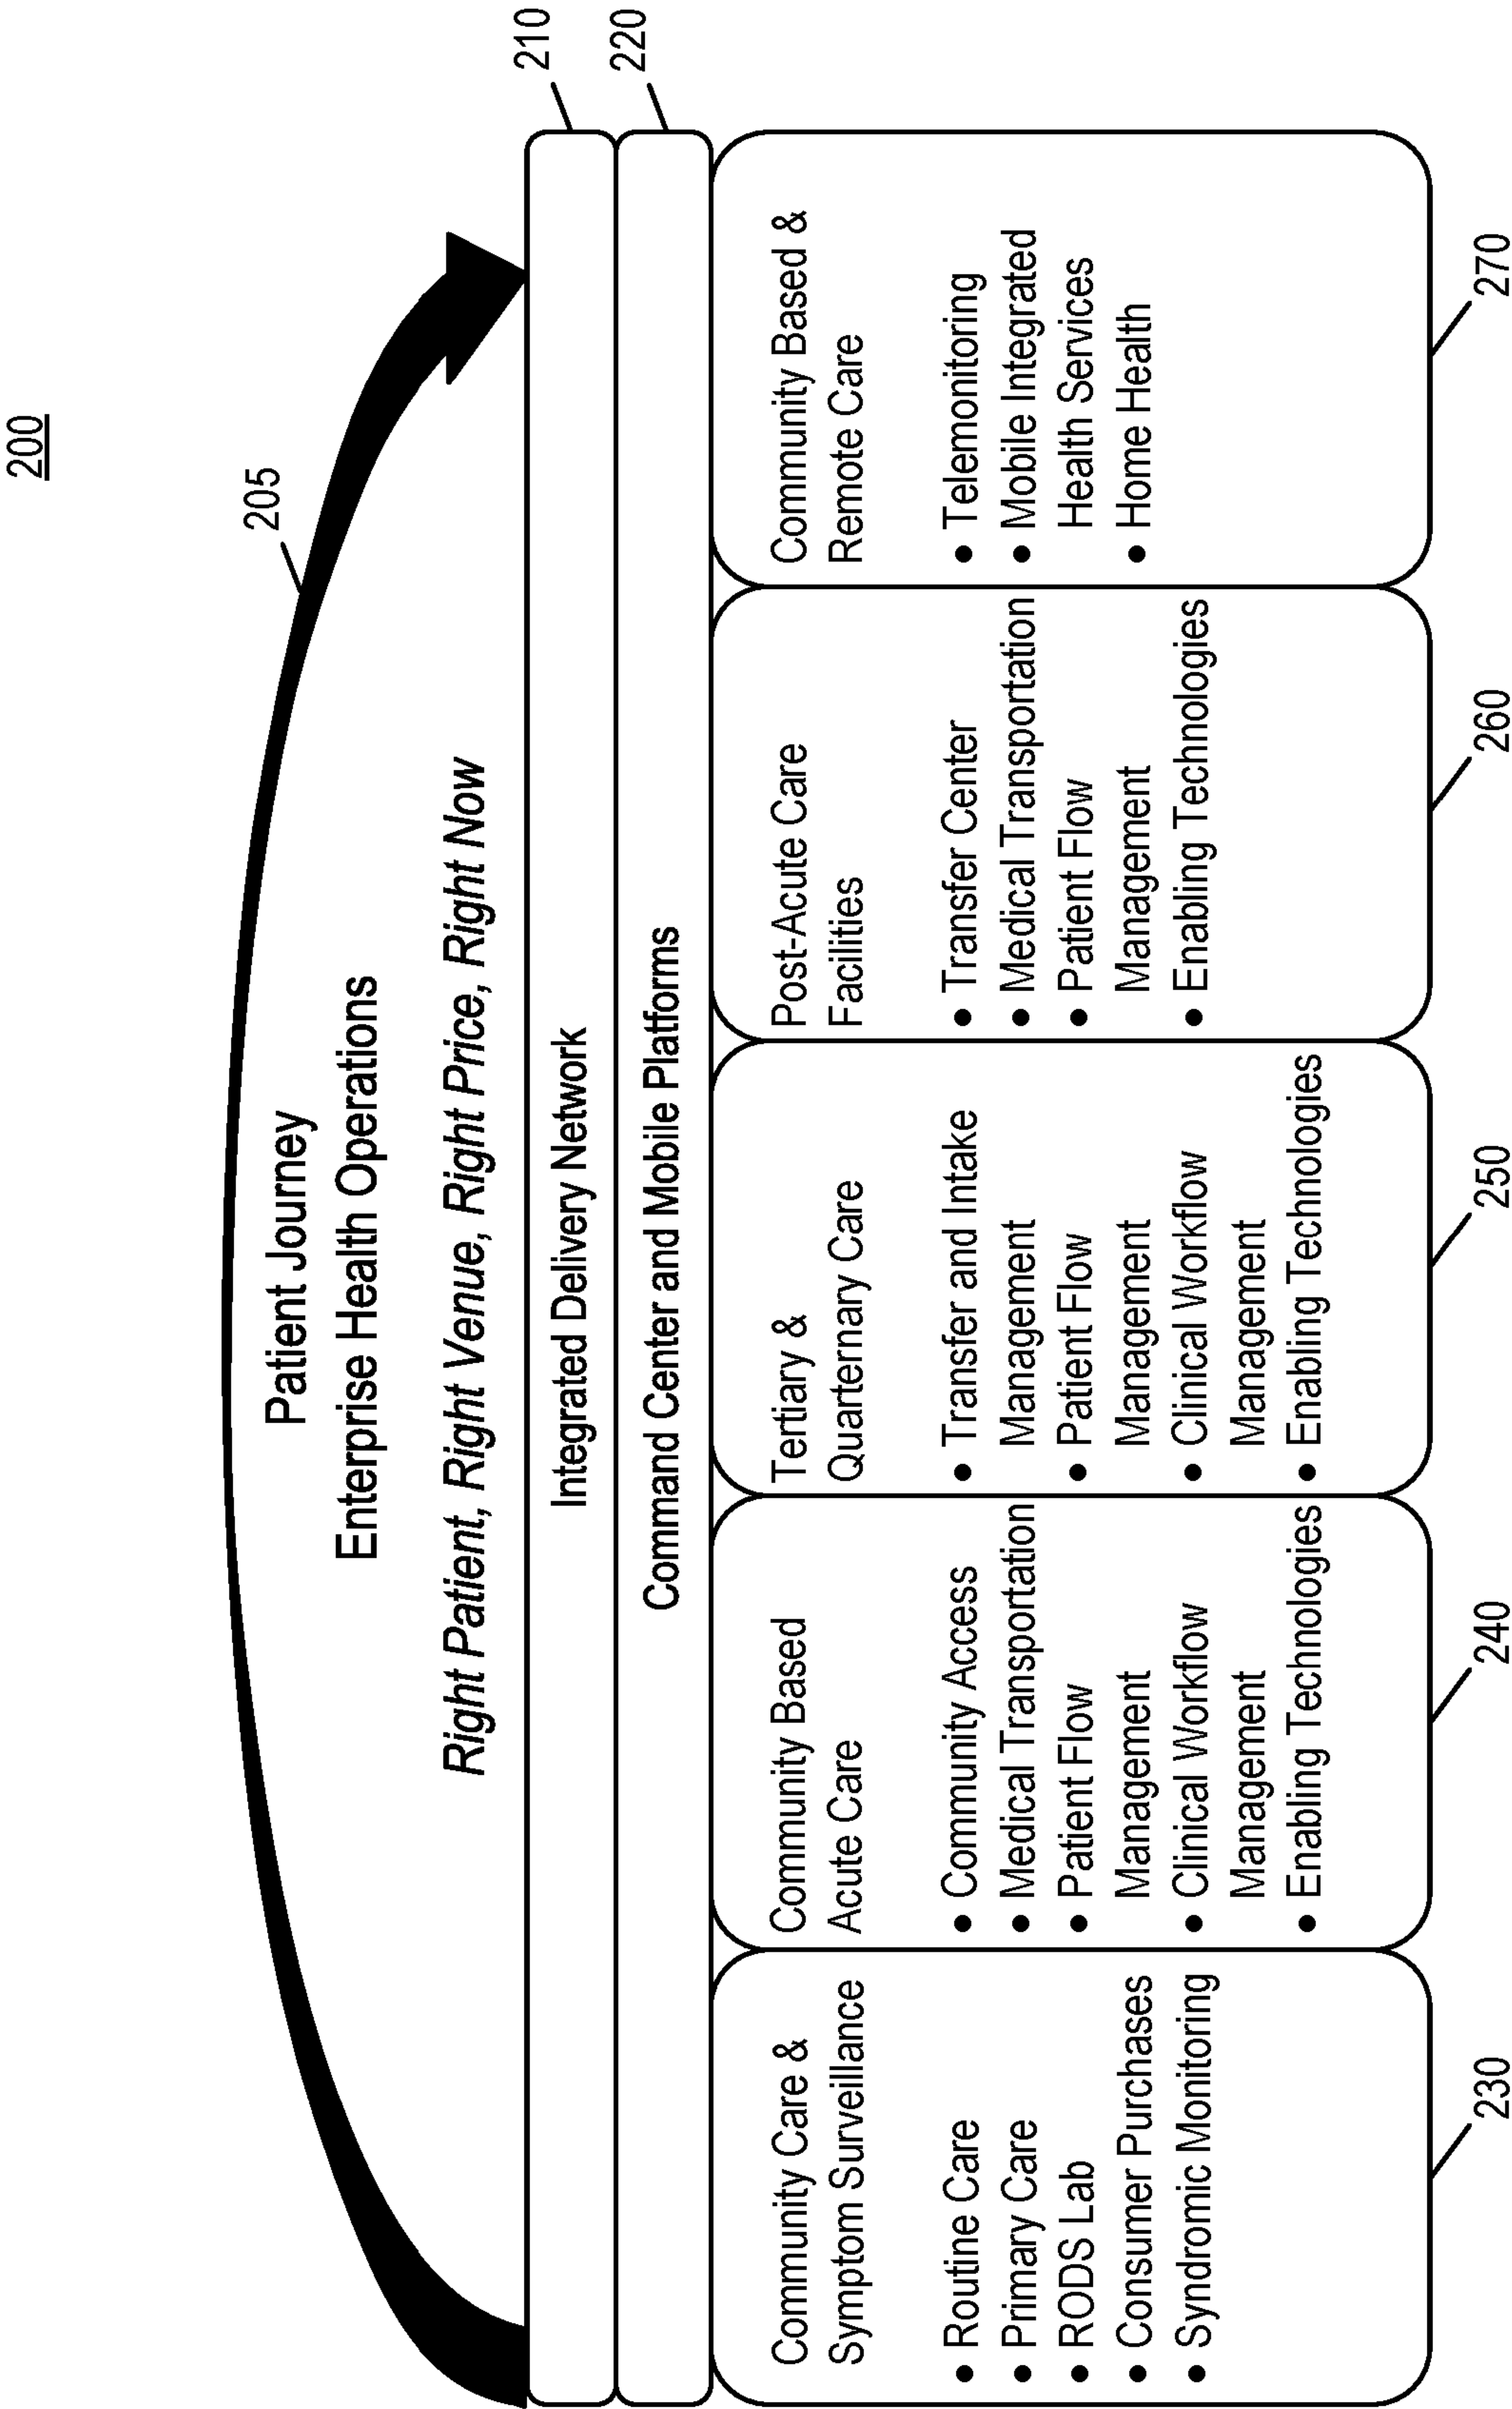 200
205
Patient Journey
Enterprise Health Operations
Right Patient, Right Venue, Right Price, Right Now
210
Integrated Delivery Network
220
Command Center and Mobile Platforms
Community Care &
Symptom Surveillance
• Routine Care
• Primary Care
• RODS Lab
• Consumer Purchases
• Syndromic Monitoring
230
Community Based
Acute Care
• Community Access
• Medical Transportation
• Patient Flow
Management
• Clinical Workflow
Management
• Enabling Technologies
240
Tertiary &
Quarternary Care
• Transfer and Intake
Management
• Patient Flow
Management
• Clinical Workflow
Management
• Enabling Technologies
250
Post-Acute Care
Facilities
• Transfer Center
• Medical Transportation
• Patient Flow
Management
• Enabling Technologies
260
Community Based &
Remote Care
• Telemonitoring
• Mobile Integrated
Health Services
• Home Health
270